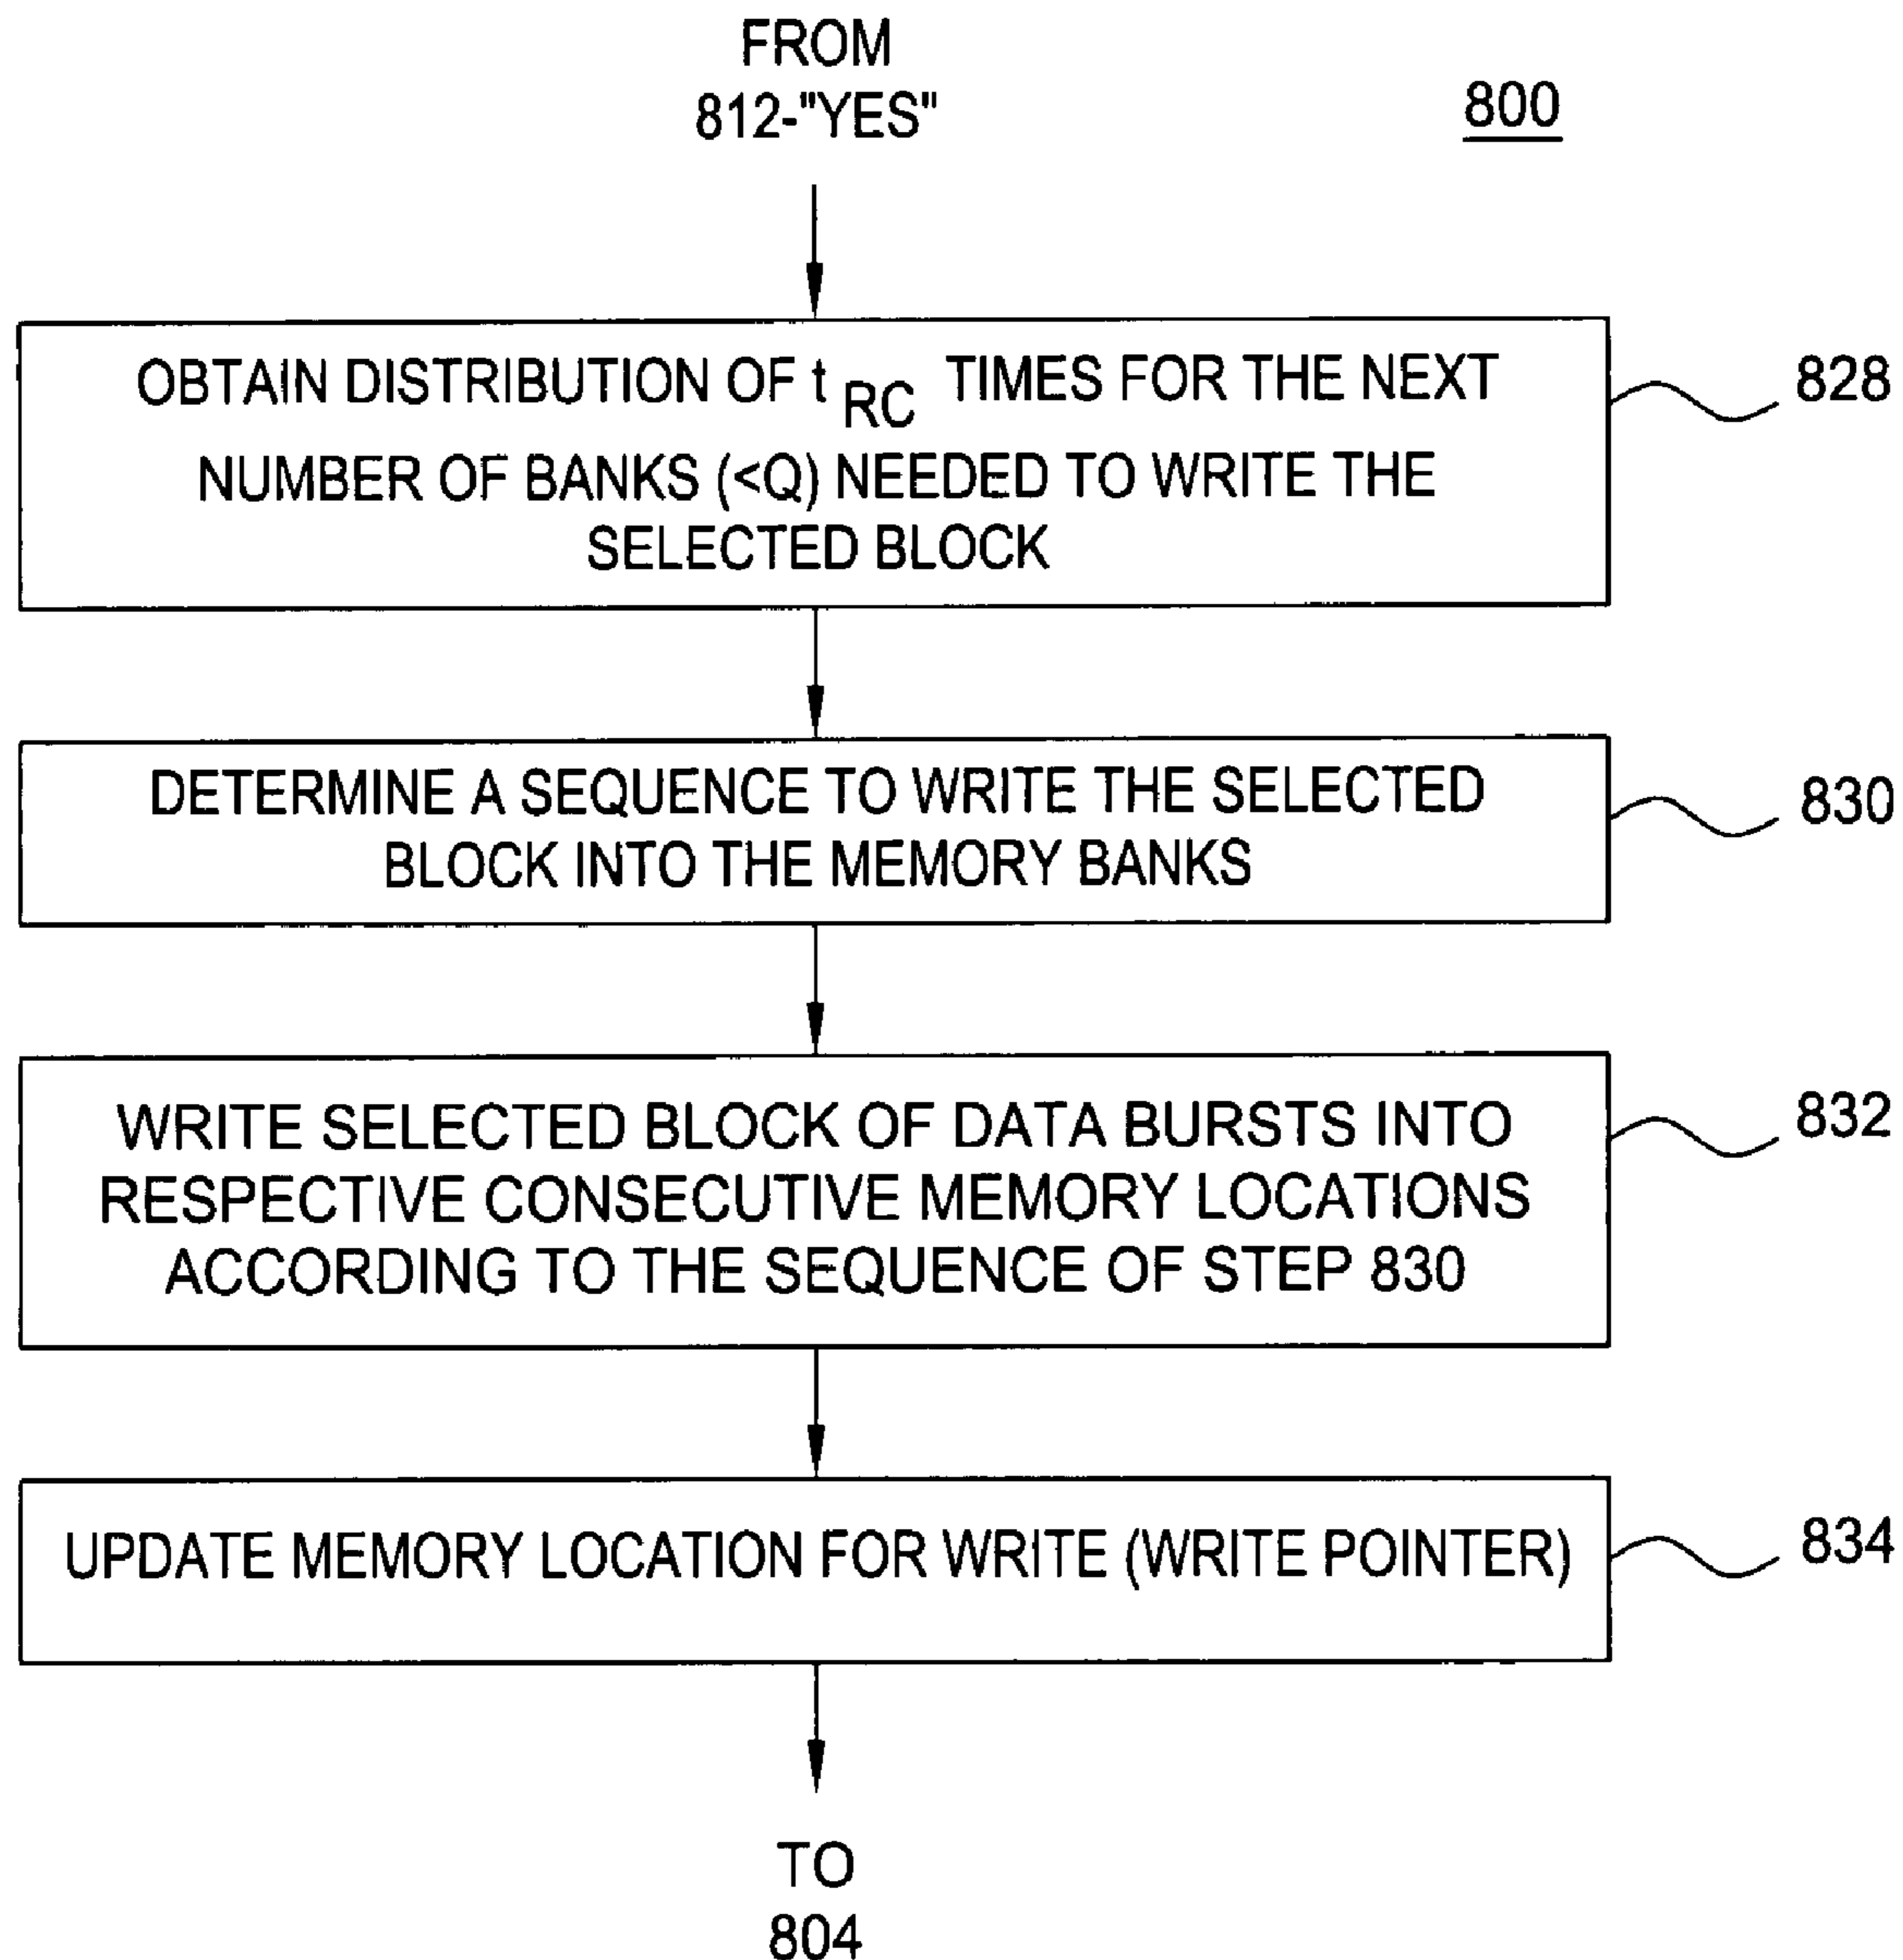 FROM
812-"YES"
800
OBTAIN DISTRIBUTION OF t RC TIMES FOR THE NEXT
NUMBER OF BANKS (<Q) NEEDED TO WRITE THE
SELECTED BLOCK
828
DETERMINE A SEQUENCE TO WRITE THE SELECTED
BLOCK INTO THE MEMORY BANKS
830
WRITE SELECTED BLOCK OF DATA BURSTS INTO
RESPECTIVE CONSECUTIVE MEMORY LOCATIONS
ACCORDING TO THE SEQUENCE OF STEP 830
832
UPDATE MEMORY LOCATION FOR WRITE (WRITE POINTER)
834
TO
804